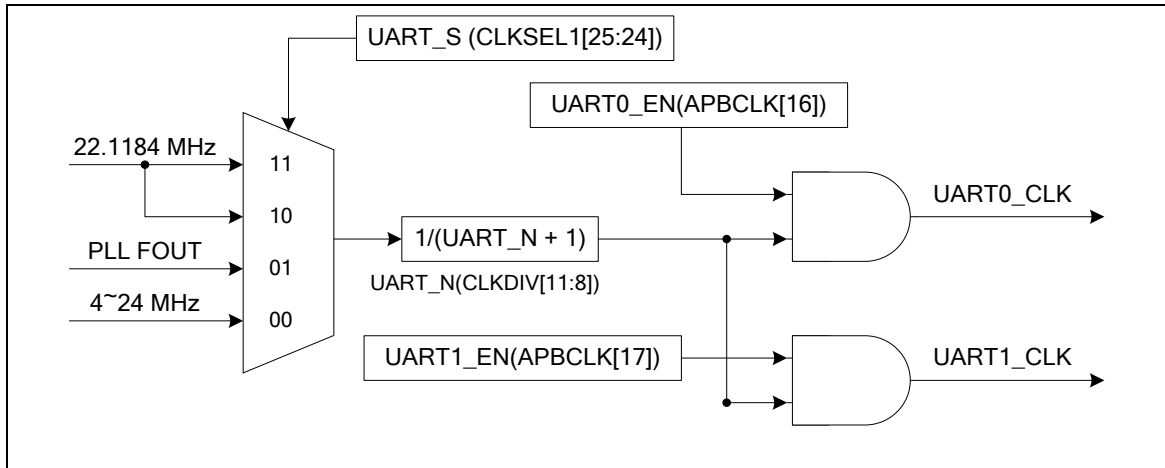 UART_S (CLKSEL1[25:24])
UART0_EN(APBCLK[16])
22.1184 MHz
11
UART0_CLK
10
1/(UART_N + 1)
PLL FOUT
01
UART_N(CLKDIV[11:8])
4~24 MHz
00
UART1_EN(APBCLK[17])
UART1_CLK